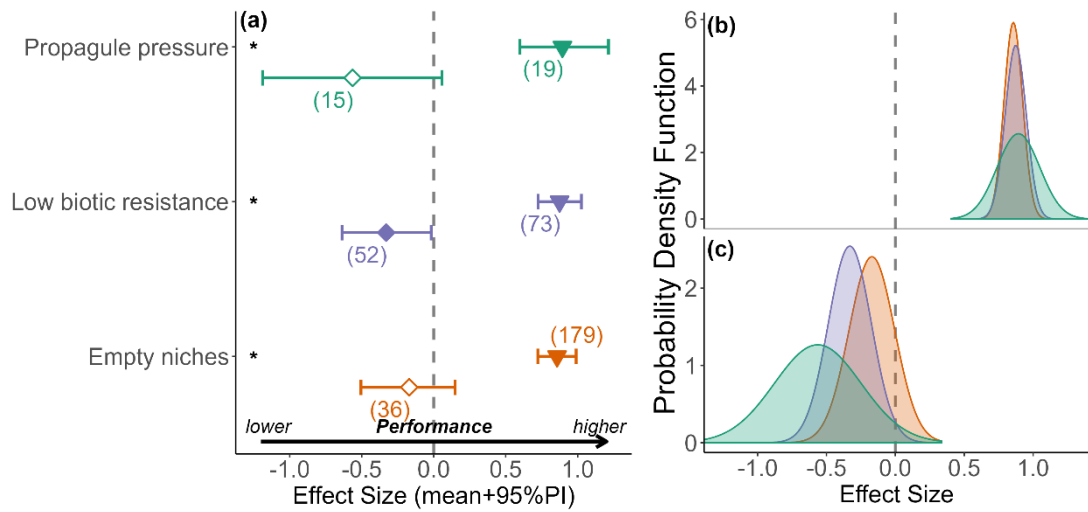 (a)
Propagule pressure
*
(19)
(15)
Low biotic resistance
*
(73)
(52)
Empty niches
*
(179)
(36)
lower Performance higher
-1.0 -0.5 0.0 0.5 1.0
Effect Size (mean+95%PI)
Probability Density Function
(b)
6
4
2
0
(c)
2
1
0
-1.0 -0.5 0.0 0.5 1.0
Effect Size